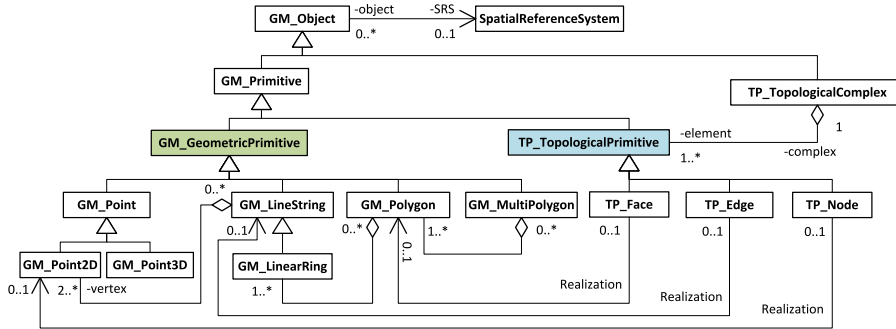 GM_Object
-object
-SRS
SpatialReferenceSystem
0..*
0..1
GM_Primitive
TP_TopologicalComplex
GM_GeometricPrimitive
TP_TopologicalPrimitive
-element
1
1..*
-complex
0..*
GM_Point
GM_LineString
GM_Polygon
GM_MultiPolygon
TP_Face
TP_Edge
TP_Node
0..1
0..*
1..*
0..*
0..1
0..1
0..1
0..1
GM_Point2D
GM_Point3D
GM_LinearRing
0..1
2..*
-vertex
1..*
Realization
Realization
Realization